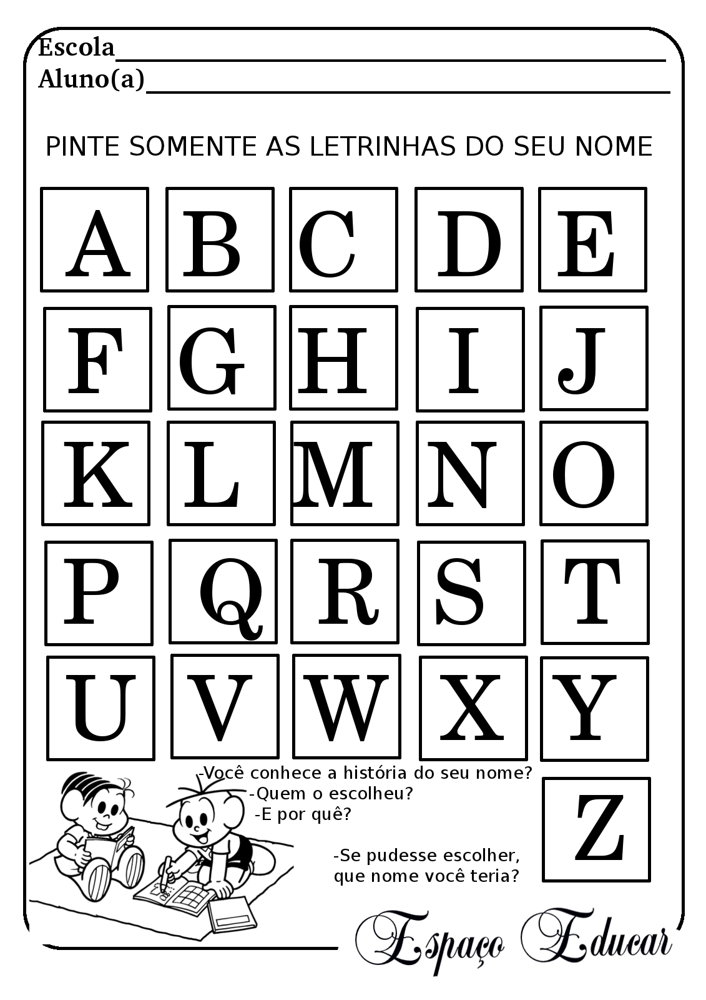 Escola
Aluno(a)
PINTE SOMENTE AS LETRINHAS DO SEU NOME
A B C D E
F G H I J
K L M N O
P Q R S T
U V W X Y
-Você conhece a história do seu nome?
-Quem o escolheu?
-E por quê?
Z
-Se pudesse escolher,
que nome você teria?
Espaço Educar